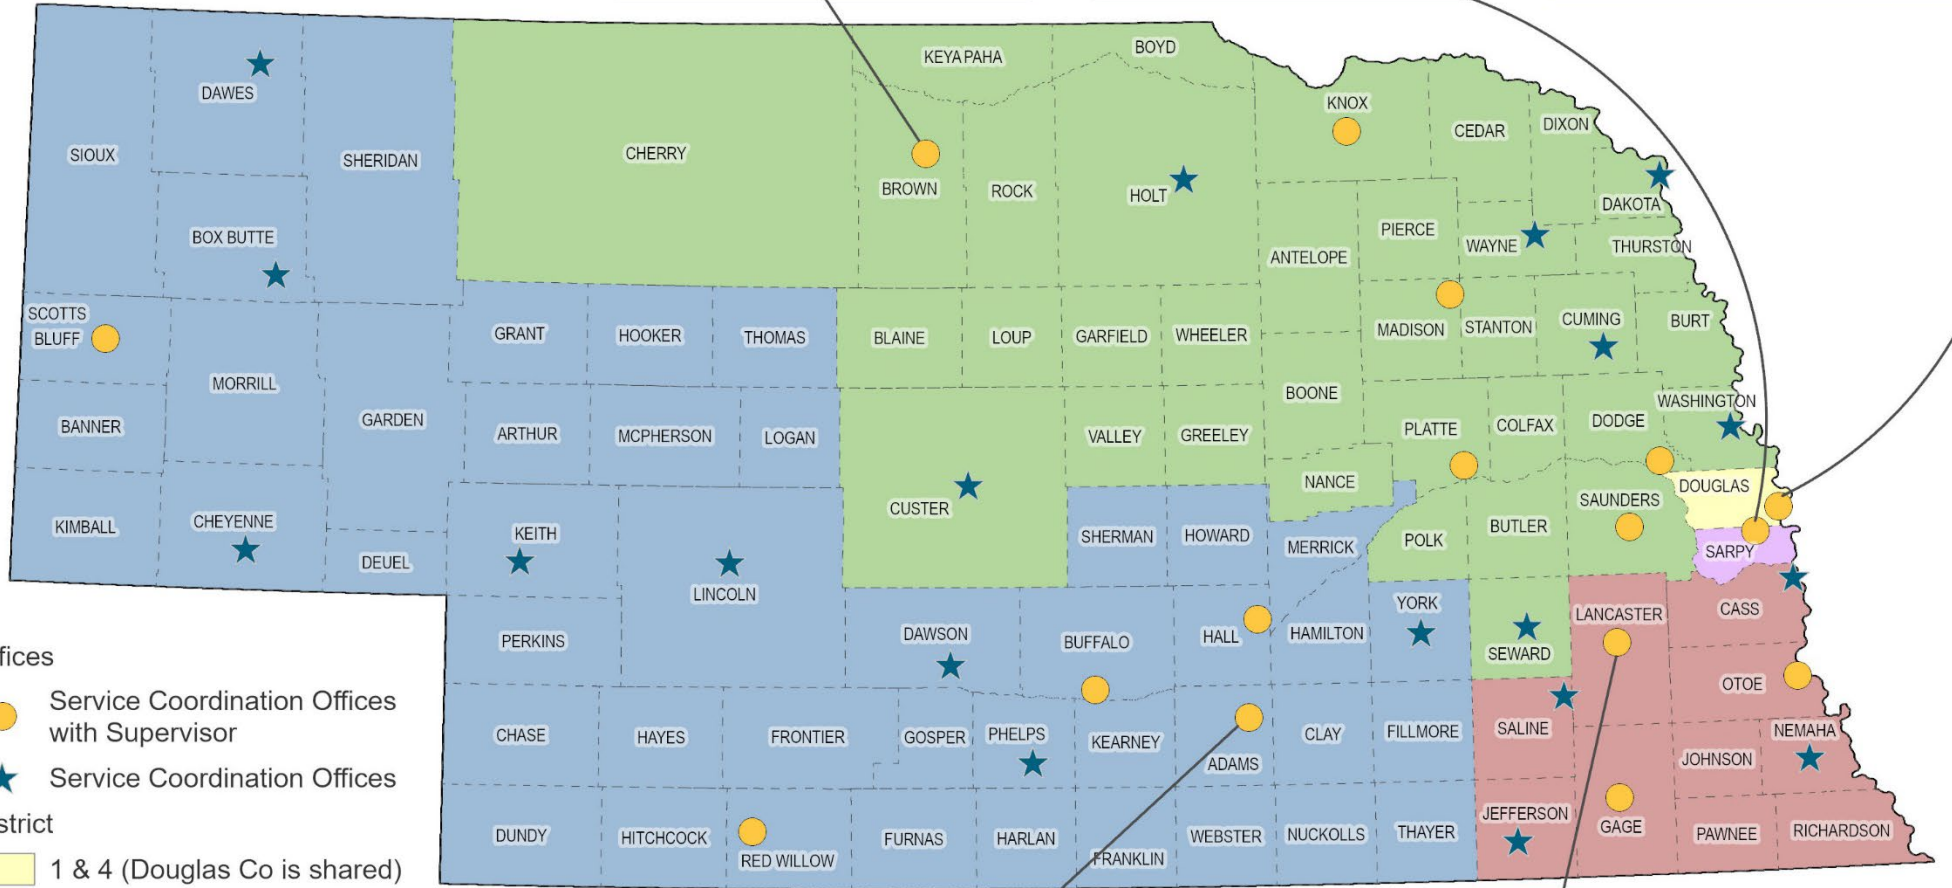 KEYA PAHA
BOYD
DAWES
KNOX
CEDAR
DIXON
SIOUX
SHERIDAN
CHERRY
BROWN
ROCK
HOLT
DAKOTA
BOX BUTTE
PIERCE
WAYNE
THURSTON
ANTELOPE
SCOTTS
BLUFF
GRANT
HOOKER
THOMAS
BLAINE
LOUP
GARFIELD
WHEELER
MADISON
STANTON
CUMING
BURT
MORRILL
BOONE
WASHINGTON
BANNER
GARDEN
ARTHUR
MCPHERSON
LOGAN
VALLEY
GREELEY
PLATTE
COLFAX
DODGE
NANCE
DOUGLAS
KIMBALL
CHEYENNE
KEITH
CUSTER
SAUNDERS
DEUEL
SHERMAN
HOWARD
MERRICK
POLK
BUTLER
SARPY
LINCOLN
YORK
LANCASTER
CASS
PERKINS
DAWSON
BUFFALO
HALL
HAMILTON
SEWARD
OTOE
CHASE
HAYES
FRONTIER
GOSPER
PHELPS
KEARNEY
ADAMS
CLAY
FILLMORE
SALINE
JOHNSON
NEMAHA
DUNDY
HITCHCOCK
RED WILLOW
FURNAS
HARLAN
FRANKLIN
WEBSTER
NUCKOLLS
THAYER
JEFFERSON
GAGE
PAWNEE
RICHARDSON
fices
Service Coordination Offices
with Supervisor
Service Coordination Offices
strict
1 & 4 (Douglas Co is shared)